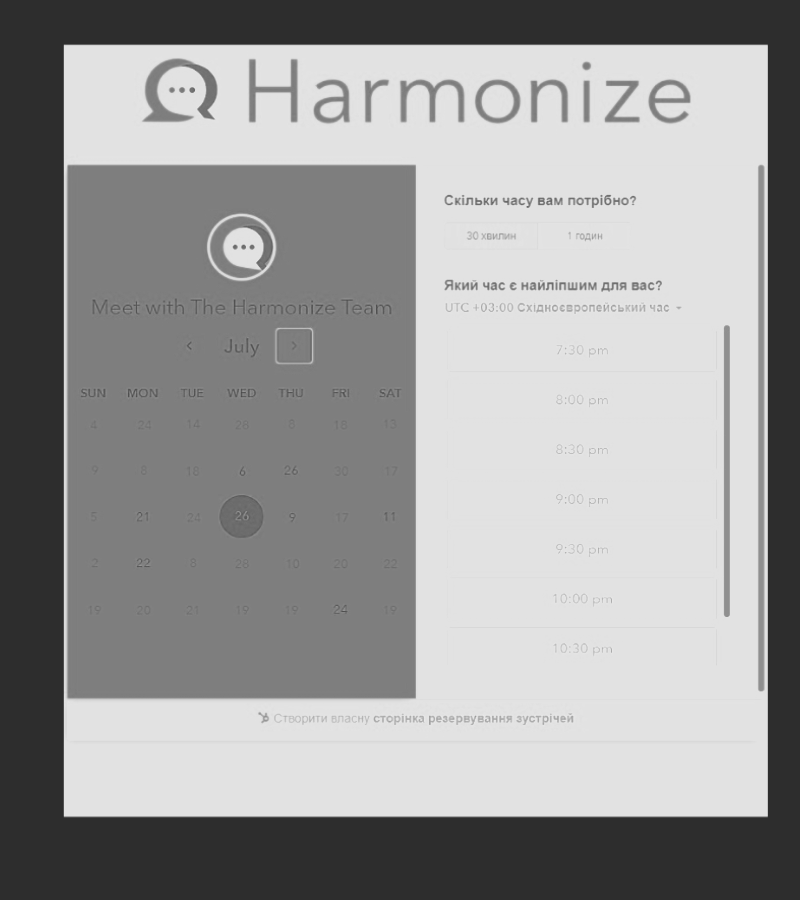 Harmonize
Meet with The Harmonize Team
July
SUN MON TUE WED THU FRI SAT
4 24 14 28 8 18 13
9 8 18 6 26 30 17
5 21 24 26 9 17 11
2 22 8 28 10 20 22
19 20 21 19 19 24 19
Скільки часу вам потрібно?
30 хвилин 1 годин
Який час є найліпшим для вас?
UTC +03:00 Східноєвропейський час
7:30 pm
8:00 pm
8:30 pm
9:00 pm
9:30 pm
10:00 pm
10:30 pm
Створити власну сторінка резервування зустрічей